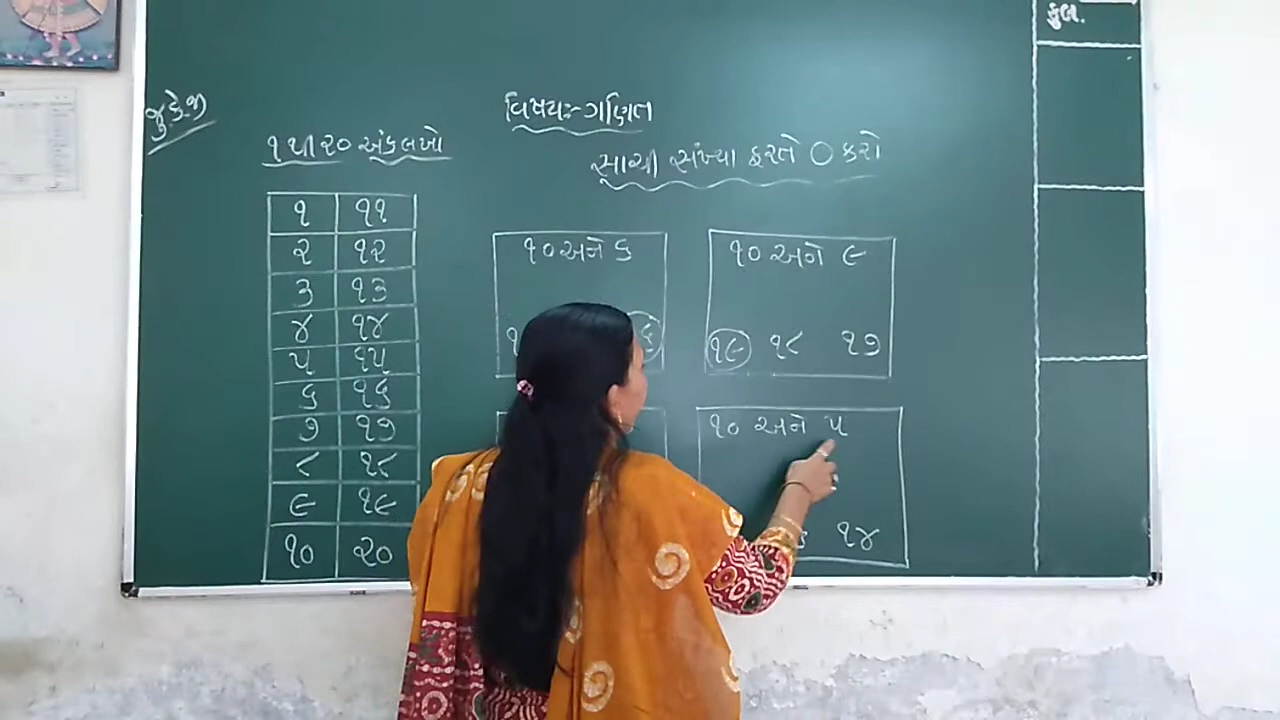 કુલ.
જુ.કે.જી
વિષયઃ- ગણિત
૧ થી ૨૦ અંક લખો
સાચી સંખ્યા ફરતે O કરો
૧ ૧૧
૨ ૧૨
૩ ૧૩
૪ ૧૪
૫ ૧૫
૬ ૧૬
૭ ૧૭
૮ ૧૮
૯ ૧૯
૧૦ ૨૦
૧૦ અને ૬
૧૦ અને ૯
૧૯ ૧૮ ૧૭
૧૦ અને ૫
૧૪